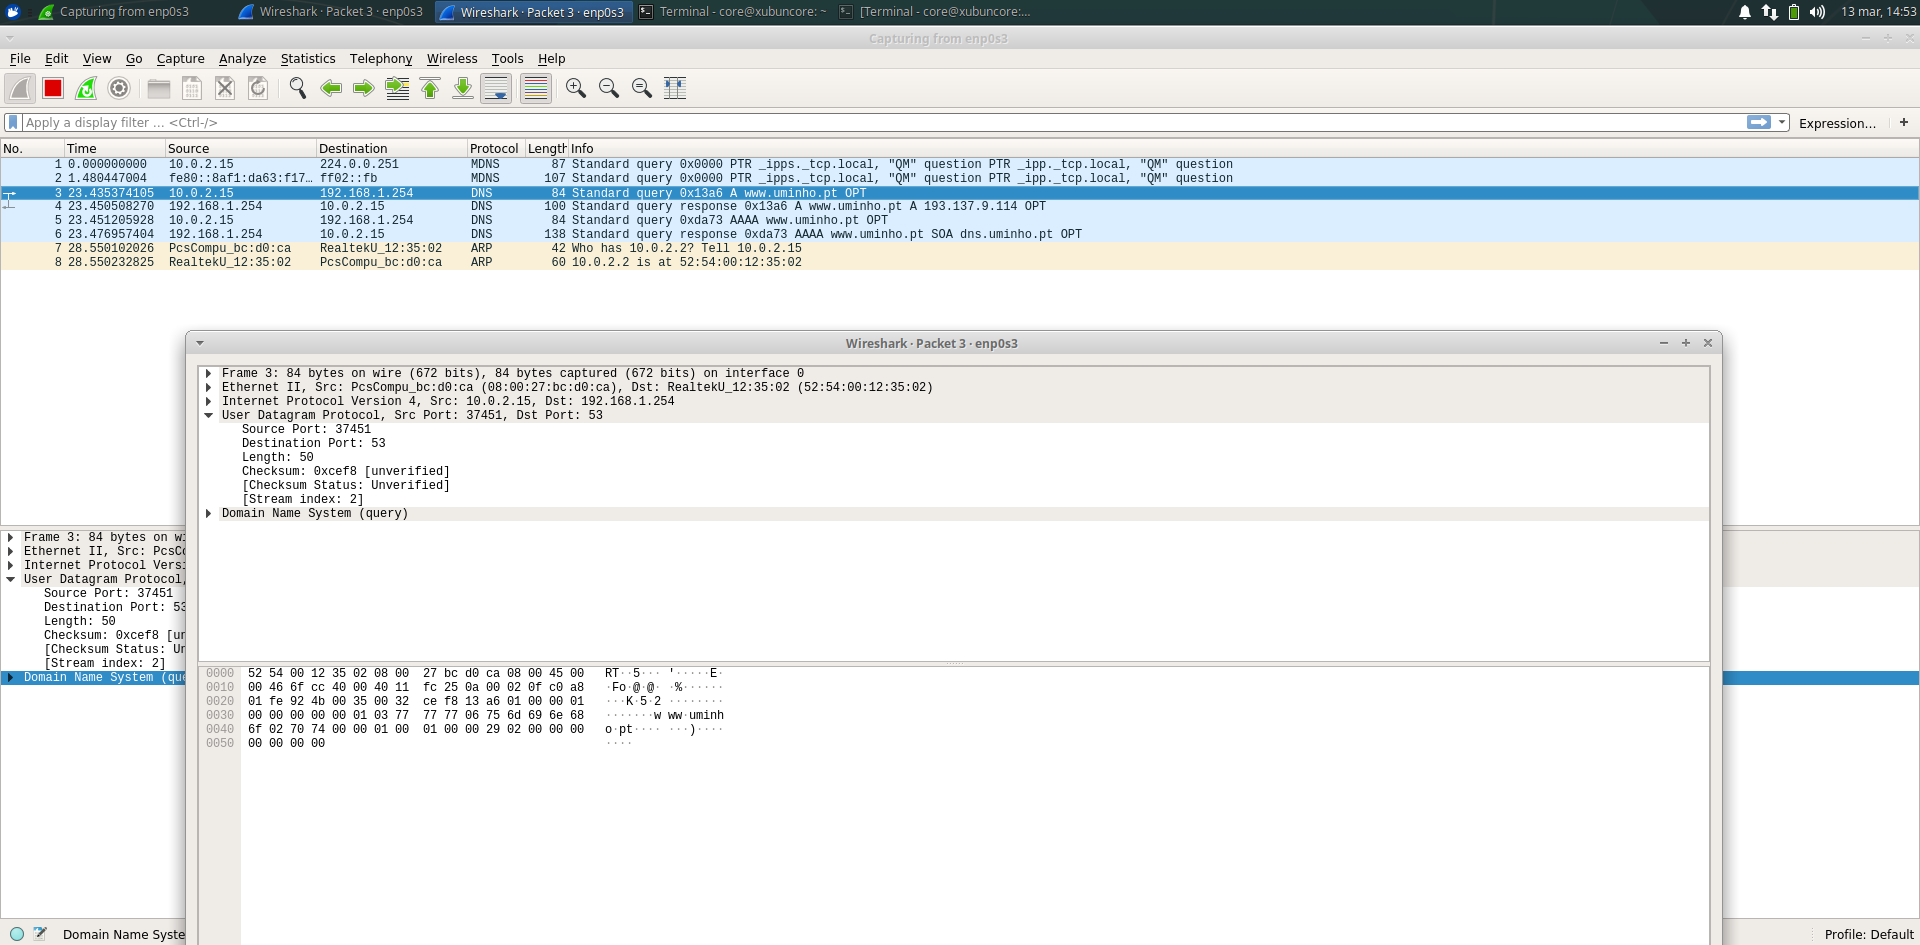 Capturing from enp0s3 Wireshark · Packet 3 · enp0s3 Wireshark · Packet 3 · enp0s3 Terminal - core@xubuncore: ~ [Terminal - core@xubuncore:... 13 mar, 14:53
Capturing from enp0s3
File Edit View Go Capture Analyze Statistics Telephony Wireless Tools Help
Apply a display filter ... <Ctrl-/> Expression... +
No. Time Source Destination Protocol Length Info
1 0.000000000 10.0.2.15 224.0.0.251 MDNS 87 Standard query 0x0000 PTR _ipps._tcp.local, "QM" question PTR _ipp._tcp.local, "QM" question
2 1.480447004 fe80::8af1:da63:f17… ff02::fb MDNS 107 Standard query 0x0000 PTR _ipps._tcp.local, "QM" question PTR _ipp._tcp.local, "QM" question
3 23.435374105 10.0.2.15 192.168.1.254 DNS 84 Standard query 0x13a6 A www.uminho.pt OPT
4 23.450508270 192.168.1.254 10.0.2.15 DNS 100 Standard query response 0x13a6 A www.uminho.pt A 193.137.9.114 OPT
5 23.451205928 10.0.2.15 192.168.1.254 DNS 84 Standard query 0xda73 AAAA www.uminho.pt OPT
6 23.476957404 192.168.1.254 10.0.2.15 DNS 138 Standard query response 0xda73 AAAA www.uminho.pt SOA dns.uminho.pt OPT
7 28.550102026 PcsCompu_bc:d0:ca RealtekU_12:35:02 ARP 42 Who has 10.0.2.2? Tell 10.0.2.15
8 28.550232825 RealtekU_12:35:02 PcsCompu_bc:d0:ca ARP 60 10.0.2.2 is at 52:54:00:12:35:02
Wireshark · Packet 3 · enp0s3
Frame 3: 84 bytes on wire (672 bits), 84 bytes captured (672 bits) on interface 0
Ethernet II, Src: PcsCompu_bc:d0:ca (08:00:27:bc:d0:ca), Dst: RealtekU_12:35:02 (52:54:00:12:35:02)
Internet Protocol Version 4, Src: 10.0.2.15, Dst: 192.168.1.254
User Datagram Protocol, Src Port: 37451, Dst Port: 53
Source Port: 37451
Destination Port: 53
Length: 50
Checksum: 0xcef8 [unverified]
[Checksum Status: Unverified]
[Stream index: 2]
Domain Name System (query)
0000 52 54 00 12 35 02 08 00 27 bc d0 ca 08 00 45 00 RT··5··· '·····E·
0010 00 46 6f cc 40 00 40 11 fc 25 0a 00 02 0f c0 a8 ·Fo·@·@· ·%······
0020 01 fe 92 4b 00 35 00 32 ce f8 13 a6 01 00 00 01 ···K·5·2 ········
0030 00 00 00 00 00 01 03 77 77 77 06 75 6d 69 6e 68 ·······w ww·uminh
0040 6f 02 70 74 00 00 01 00 01 00 00 29 02 00 00 00 o·pt···· ···)····
0050 00 00 00 00 ····
Frame 3: 84 bytes on wi
Ethernet II, Src: PcsCo
Internet Protocol Versi
User Datagram Protocol,
Source Port: 37451
Destination Port: 53
Length: 50
Checksum: 0xcef8 [un
[Checksum Status: Un
[Stream index: 2]
Domain Name System (que
Domain Name Syste Profile: Default